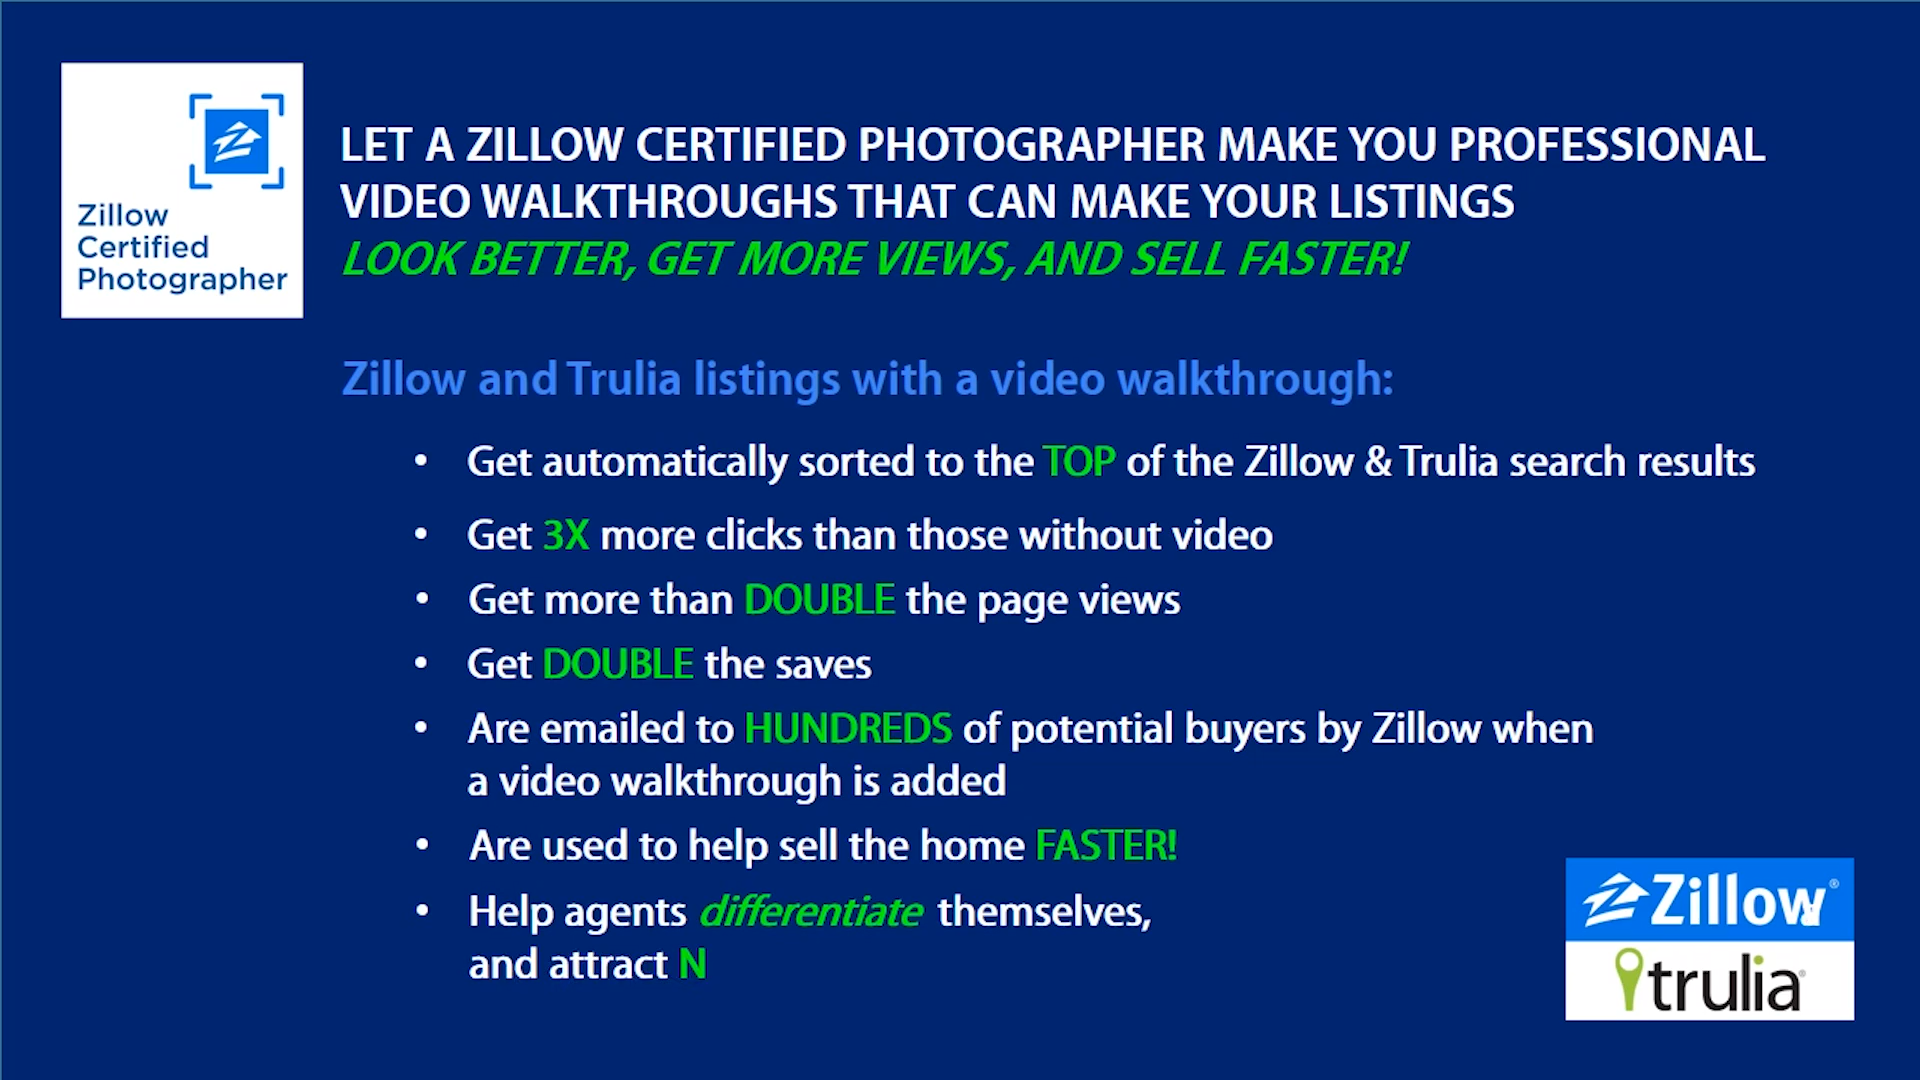 Zillow
Certified
Photographer
LET A ZILLOW CERTIFIED PHOTOGRAPHER MAKE YOU PROFESSIONAL
VIDEO WALKTHROUGHS THAT CAN MAKE YOUR LISTINGS
LOOK BETTER, GET MORE VIEWS, AND SELL FASTER!
Zillow and Trulia listings with a video walkthrough:
• Get automatically sorted to the TOP of the Zillow & Trulia search results
• Get 3X more clicks than those without video
• Get more than DOUBLE the page views
• Get DOUBLE the saves
• Are emailed to HUNDREDS of potential buyers by Zillow when
a video walkthrough is added
• Are used to help sell the home FASTER!
• Help agents differentiate themselves,
and attract N
Zillow®
trulia